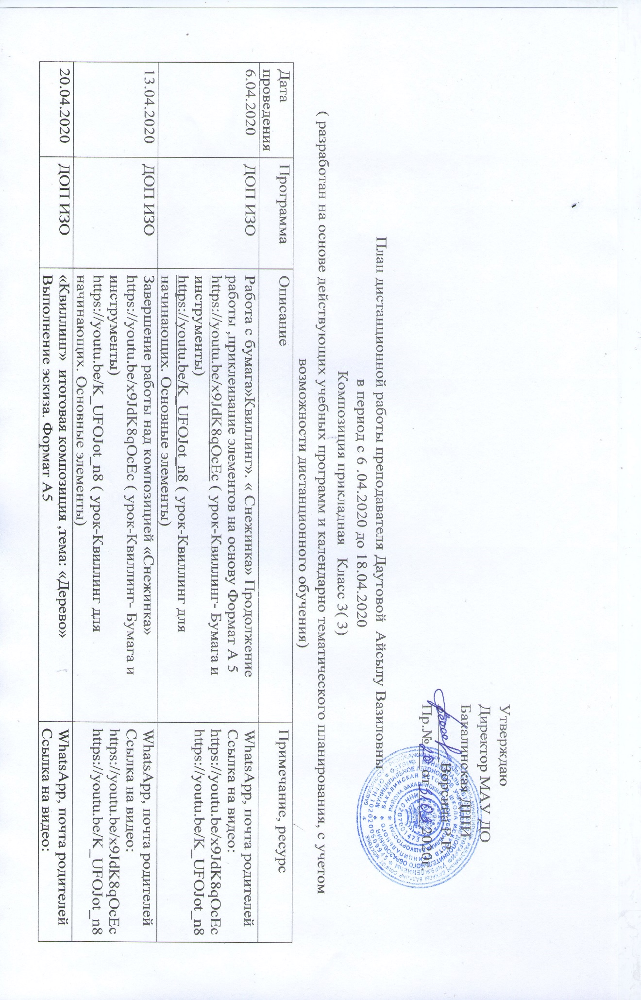 Утверждаю
Директор МАУ ДО
Бакалинская ДШИ
Ворсина Р.Р
Пр.№ 20 от 31.03.2020г.
План дистанционной работы преподавателя Даутовой Айсылу Вазиловны
в период с 6 .04.2020 до 18.04.2020
Композиция прикладная Класс 3( 3)
( разработан на основе действующих учебных программ и календарно тематического планирования, с учетом
возможности дистанционного обучения)
Дата
проведения
Программа
Описание
Примечание, ресурс
6.04.2020
ДОП ИЗО
Работа с бумага»Квиллинг». « Снежинка» Продолжение
работы ,приклеивание элементов на основу Формат А 5
https://youtu.be/x9JdK8qOcEc ( урок-Квиллинг- Бумага и
инструменты)
https://youtu.be/K_UFOJot_n8 ( урок-Квиллинг для
начинающих. Основные элементы)
WhatsApp, почта родителей
Ссылка на видео:
https://youtu.be/x9JdK8qOcEc
https://youtu.be/K_UFOJot_n8
13.04.2020
ДОП ИЗО
Завершение работы над композицией «Снежинка»
https://youtu.be/x9JdK8qOcEc ( урок-Квиллинг- Бумага и
инструменты)
https://youtu.be/K_UFOJot_n8 ( урок-Квиллинг для
начинающих. Основные элементы)
WhatsApp, почта родителей
Ссылка на видео:
https://youtu.be/x9JdK8qOcEc
https://youtu.be/K_UFOJot_n8
20.04.2020
ДОП ИЗО
«Квиллинг» итоговая композиция ,тема: «Дерево»
Выполнение эскиза. Формат А5
WhatsApp, почта родителей
Ссылка на видео: